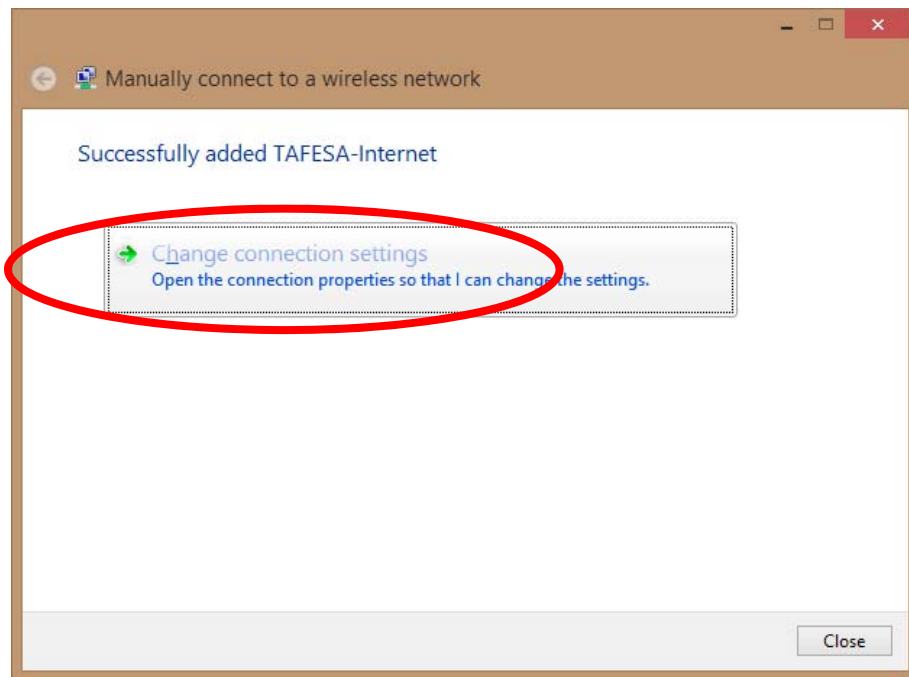 Manually connect to a wireless network
Successfully added TAFESA-Internet
Change connection settings
Open the connection properties so that I can change the settings.
Close